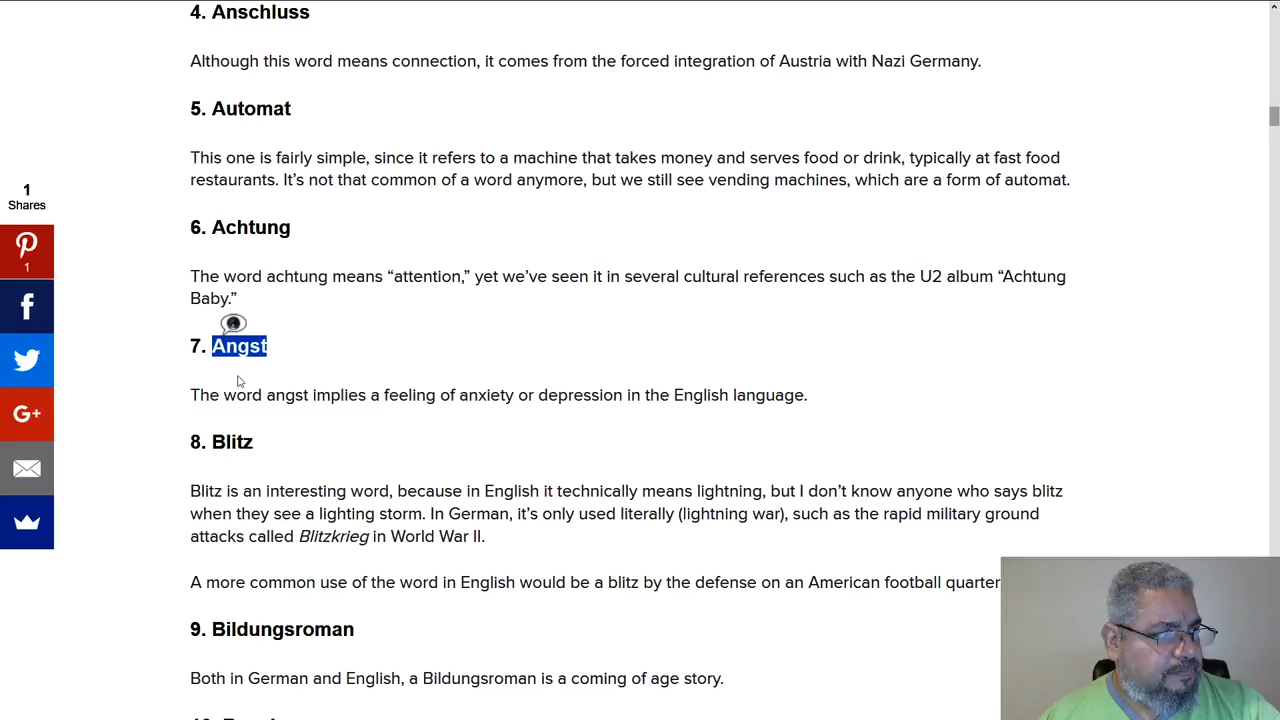 4. Anschluss
Although this word means connection, it comes from the forced integration of Austria with Nazi Germany.
5. Automat
This one is fairly simple, since it refers to a machine that takes money and serves food or drink, typically at fast food
restaurants. It’s not that common of a word anymore, but we still see vending machines, which are a form of automat.
1
Shares
6. Achtung
1
The word achtung means “attention,” yet we’ve seen it in several cultural references such as the U2 album “Achtung
Baby.”
7. Angst
The word angst implies a feeling of anxiety or depression in the English language.
G+
8. Blitz
Blitz is an interesting word, because in English it technically means lightning, but I don’t know anyone who says blitz
when they see a lighting storm. In German, it’s only used literally (lightning war), such as the rapid military ground
attacks called Blitzkrieg in World War II.
A more common use of the word in English would be a blitz by the defense on an American football quarter
9. Bildungsroman
Both in German and English, a Bildungsroman is a coming of age story.